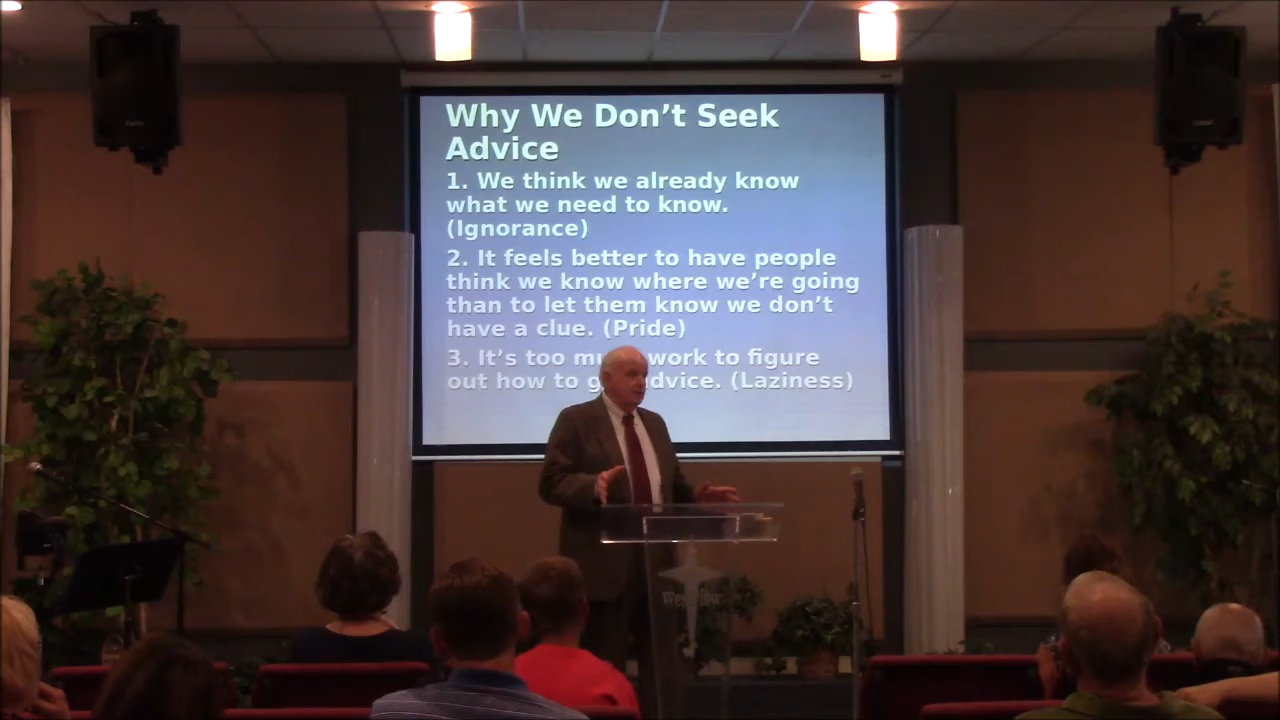 Why We Don't Seek
Advice
1. We think we already know
what we need to know.
(Ignorance)
2. It feels better to have people
think we know where we're going
than to let them know we don't
have a clue. (Pride)
3. It's too work to figure
out how to advice. (Laziness)